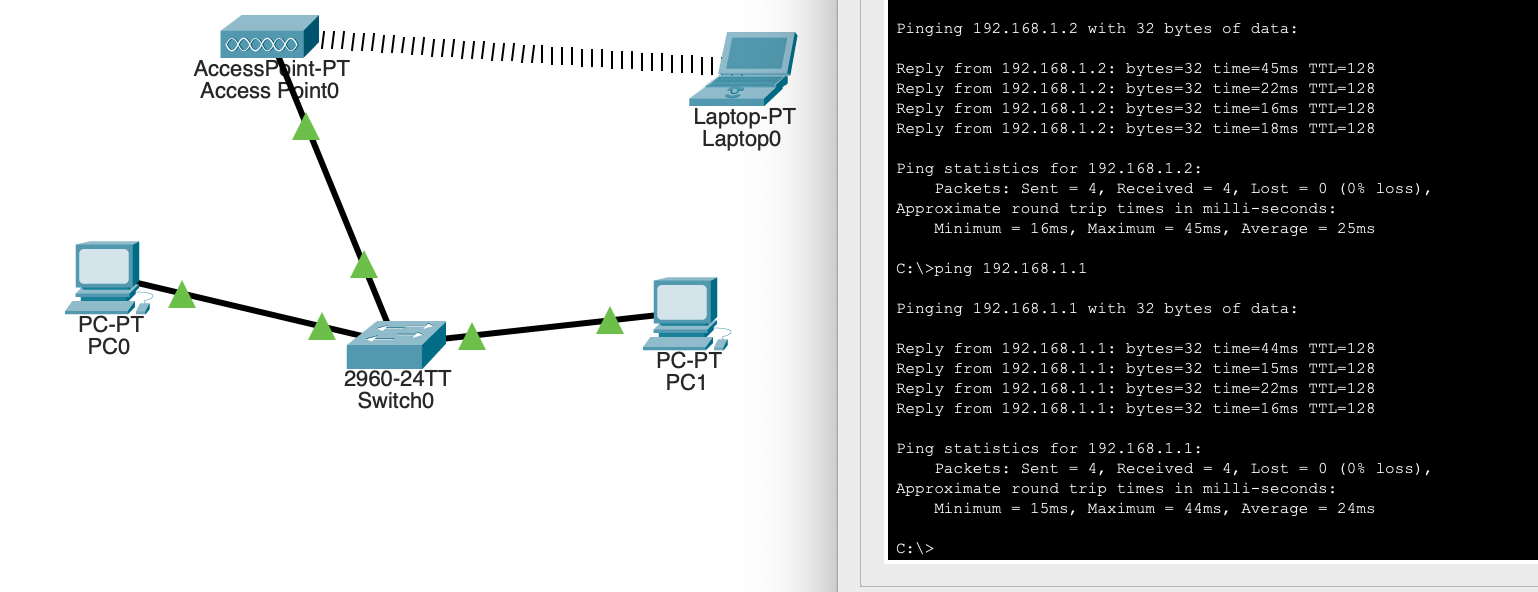 AccessPoint-PT
Access Point0
Laptop-PT
Laptop0
PC-PT
PC0
2960-24TT
Switch0
PC-PT
PC1
Pinging 192.168.1.2 with 32 bytes of data:
Reply from 192.168.1.2: bytes=32 time=45ms TTL=128
Reply from 192.168.1.2: bytes=32 time=22ms TTL=128
Reply from 192.168.1.2: bytes=32 time=16ms TTL=128
Reply from 192.168.1.2: bytes=32 time=18ms TTL=128
Ping statistics for 192.168.1.2:
Packets: Sent = 4, Received = 4, Lost = 0 (0% loss),
Approximate round trip times in milli-seconds:
Minimum = 16ms, Maximum = 45ms, Average = 25ms
C:\>ping 192.168.1.1
Pinging 192.168.1.1 with 32 bytes of data:
Reply from 192.168.1.1: bytes=32 time=44ms TTL=128
Reply from 192.168.1.1: bytes=32 time=15ms TTL=128
Reply from 192.168.1.1: bytes=32 time=22ms TTL=128
Reply from 192.168.1.1: bytes=32 time=16ms TTL=128
Ping statistics for 192.168.1.1:
Packets: Sent = 4, Received = 4, Lost = 0 (0% loss),
Approximate round trip times in milli-seconds:
Minimum = 15ms, Maximum = 44ms, Average = 24ms
C:\>